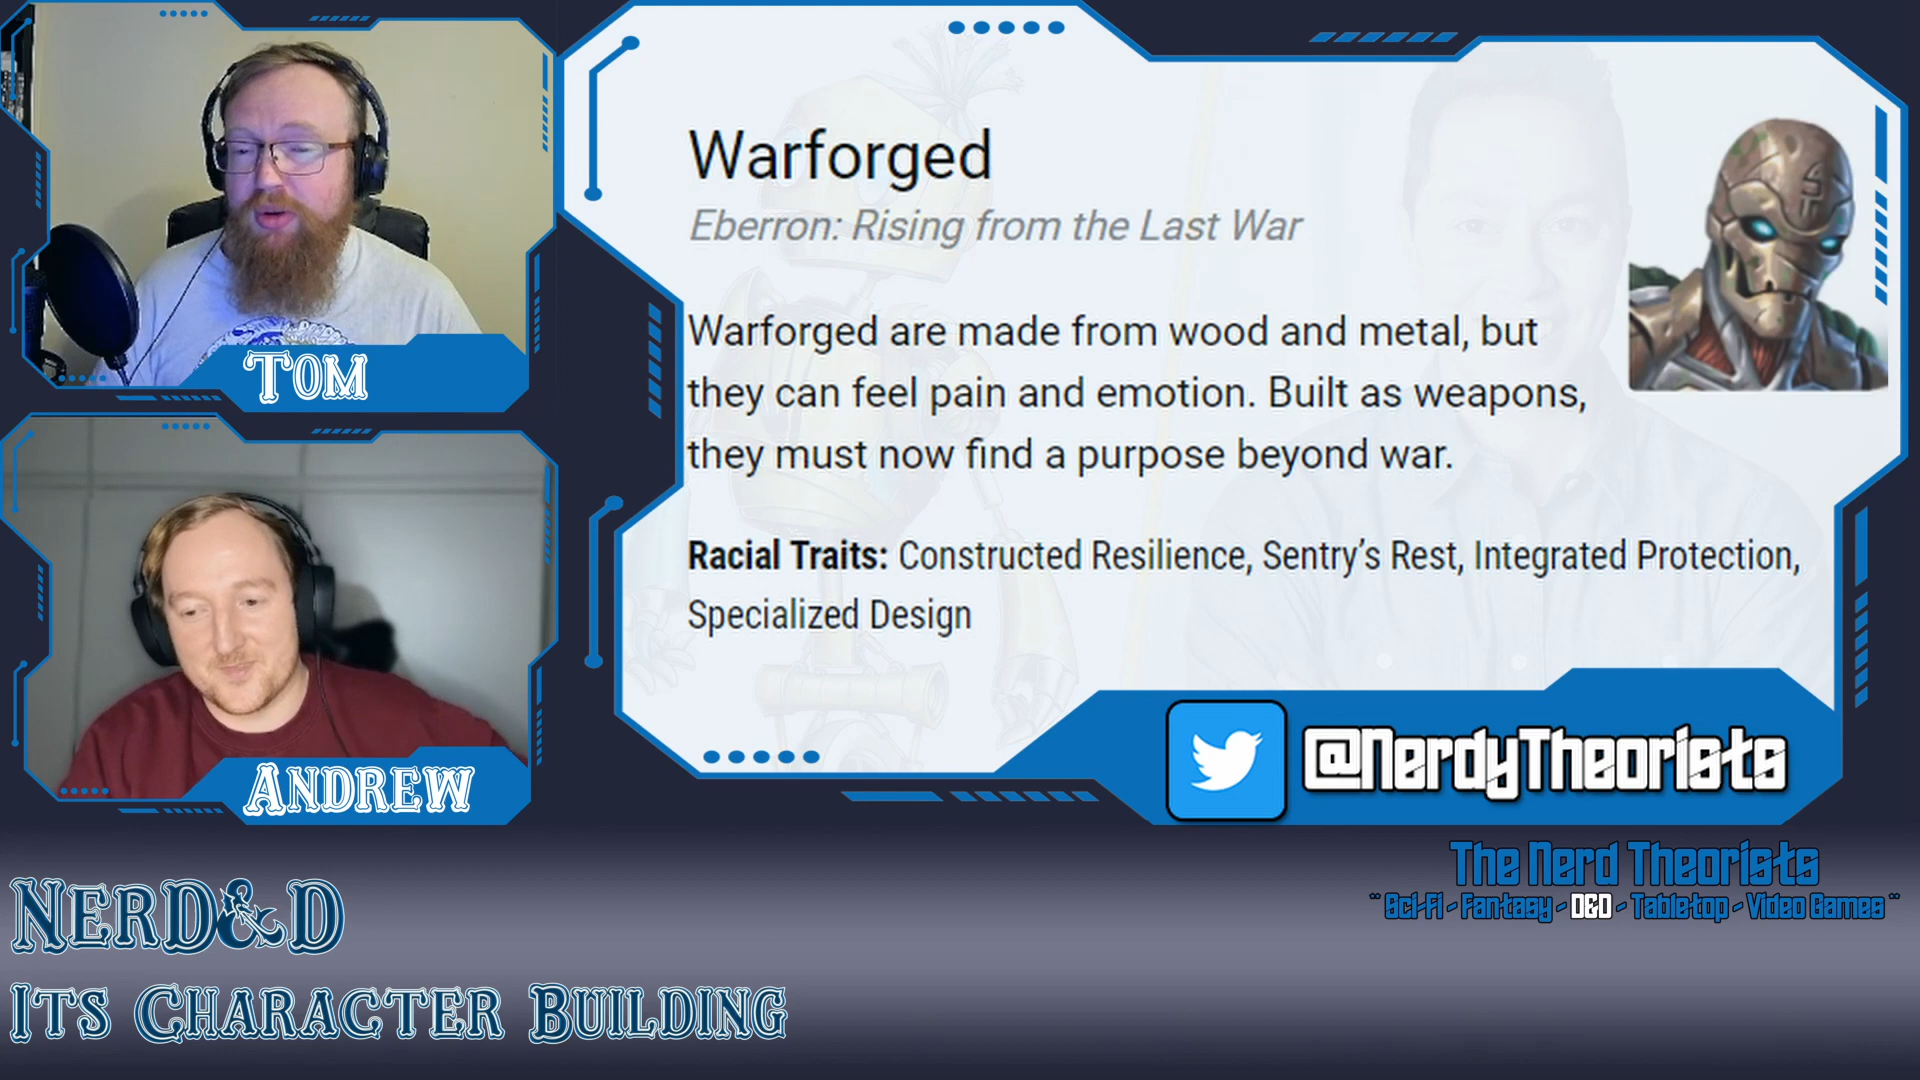 Tom
Andrew
Warforged
Eberron: Rising from the Last War
Warforged are made from wood and metal, but
they can feel pain and emotion. Built as weapons,
they must now find a purpose beyond war.
Racial Traits: Constructed Resilience, Sentry's Rest, Integrated Protection,
Specialized Design
@NerdyTheorists
The Nerd Theorists
¨ Sci-Fi - Fantasy - D&D - Tabletop - Video Games ¨
NerD&D
Its Character Building